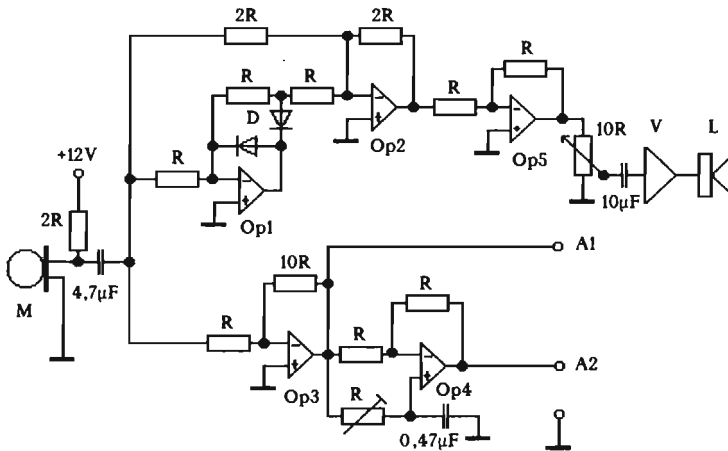 2R
2R
R
R
R
R
D
Op2
Op5
10R
V
L
R
+12V
10µF
Op1
2R
A1
10R
M
4,7µF
R
R
R
A2
Op3
R
Op4
0,47µF